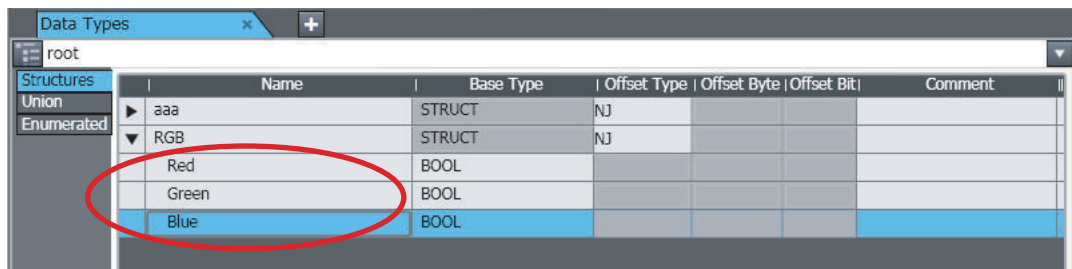 Data Types × +
root
Structures
Union
Enumerated
Name Base Type Offset Type Offset Byte Offset Bit Comment
aaa STRUCT NJ
RGB STRUCT NJ
Red BOOL
Green BOOL
Blue BOOL